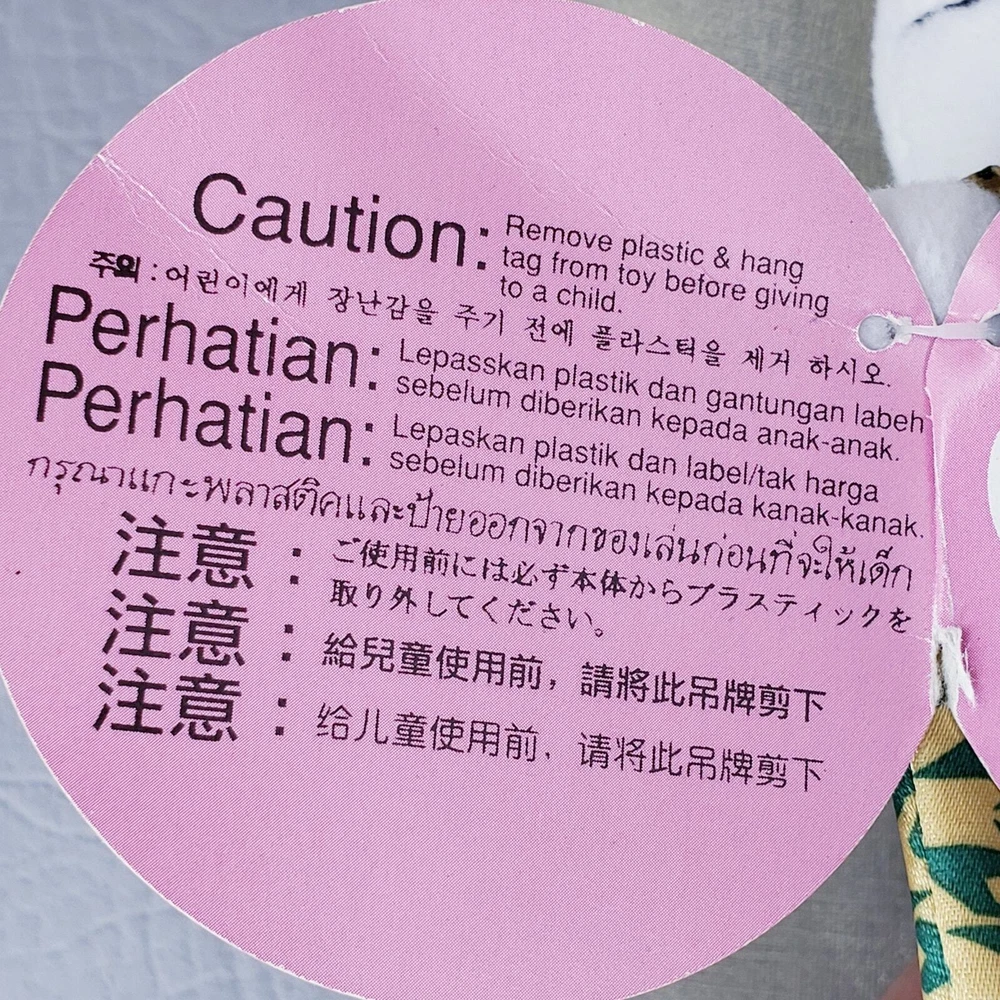 Caution: Remove plastic & hang
tag from toy before giving
to a child.
주의 : 어린이에게 장난감을 주기 전에 플라스틱을 제거 하시오.
Perhatian: Lepasskan plastik dan gantungan labeh
sebelum diberikan kepada anak-anak.
Perhatian: Lepaskan plastik dan label/tak harga
sebelum diberikan kepada kanak-kanak.
กรุณาแกะพลาสติคและป้ายออกจากของเล่นก่อนที่จะให้เด็ก
注意 : ご使用前には必ず本体からプラスティックを
取り外してください。
注意 : 給兒童使用前，請將此吊牌剪下
注意 : 给儿童使用前，请将此吊牌剪下